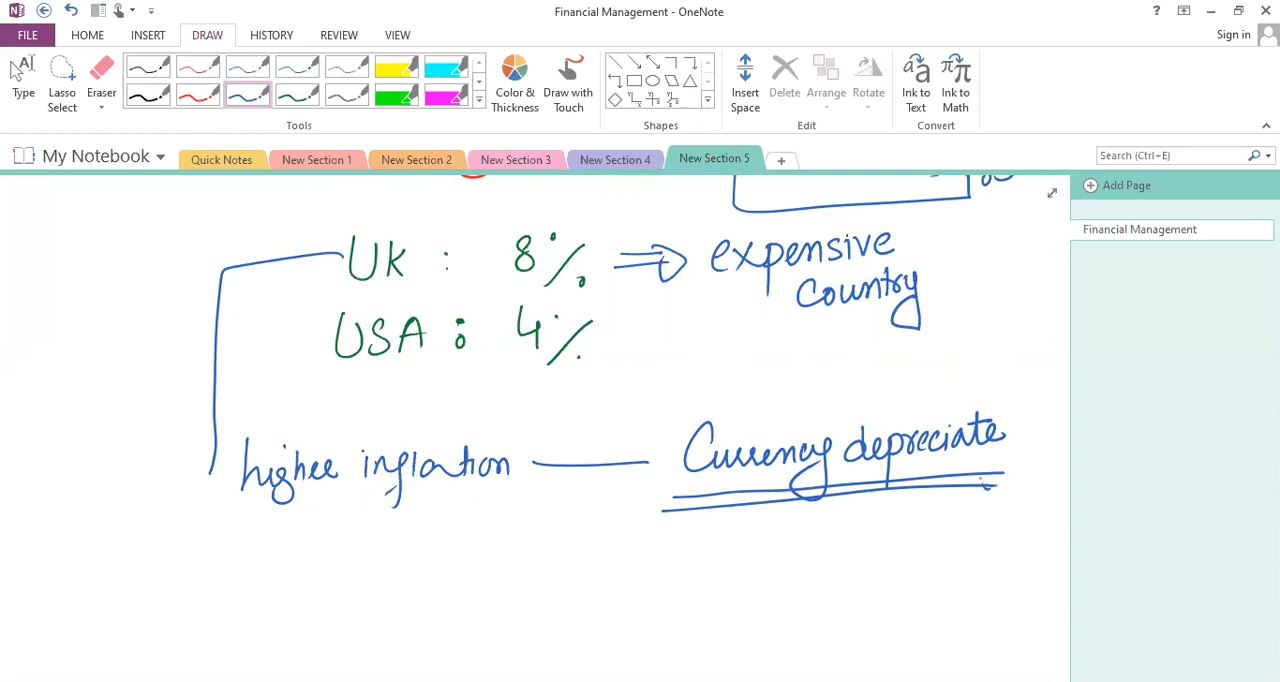 Financial Management - OneNote
?
Sign in
FILE HOME INSERT DRAW HISTORY REVIEW VIEW
Type Lasso Select Eraser
Color & Thickness Draw with Touch
Insert Space Delete Arrange Rotate
Ink to Text Ink to Math
Tools Shapes Edit Convert
My Notebook Quick Notes New Section 1 New Section 2 New Section 3 New Section 4 New Section 5
Search (Ctrl+E)
Add Page
Financial Management
UK : 8% ⇒ expensive
country
USA : 4%
higher inflation — Currency depreciate